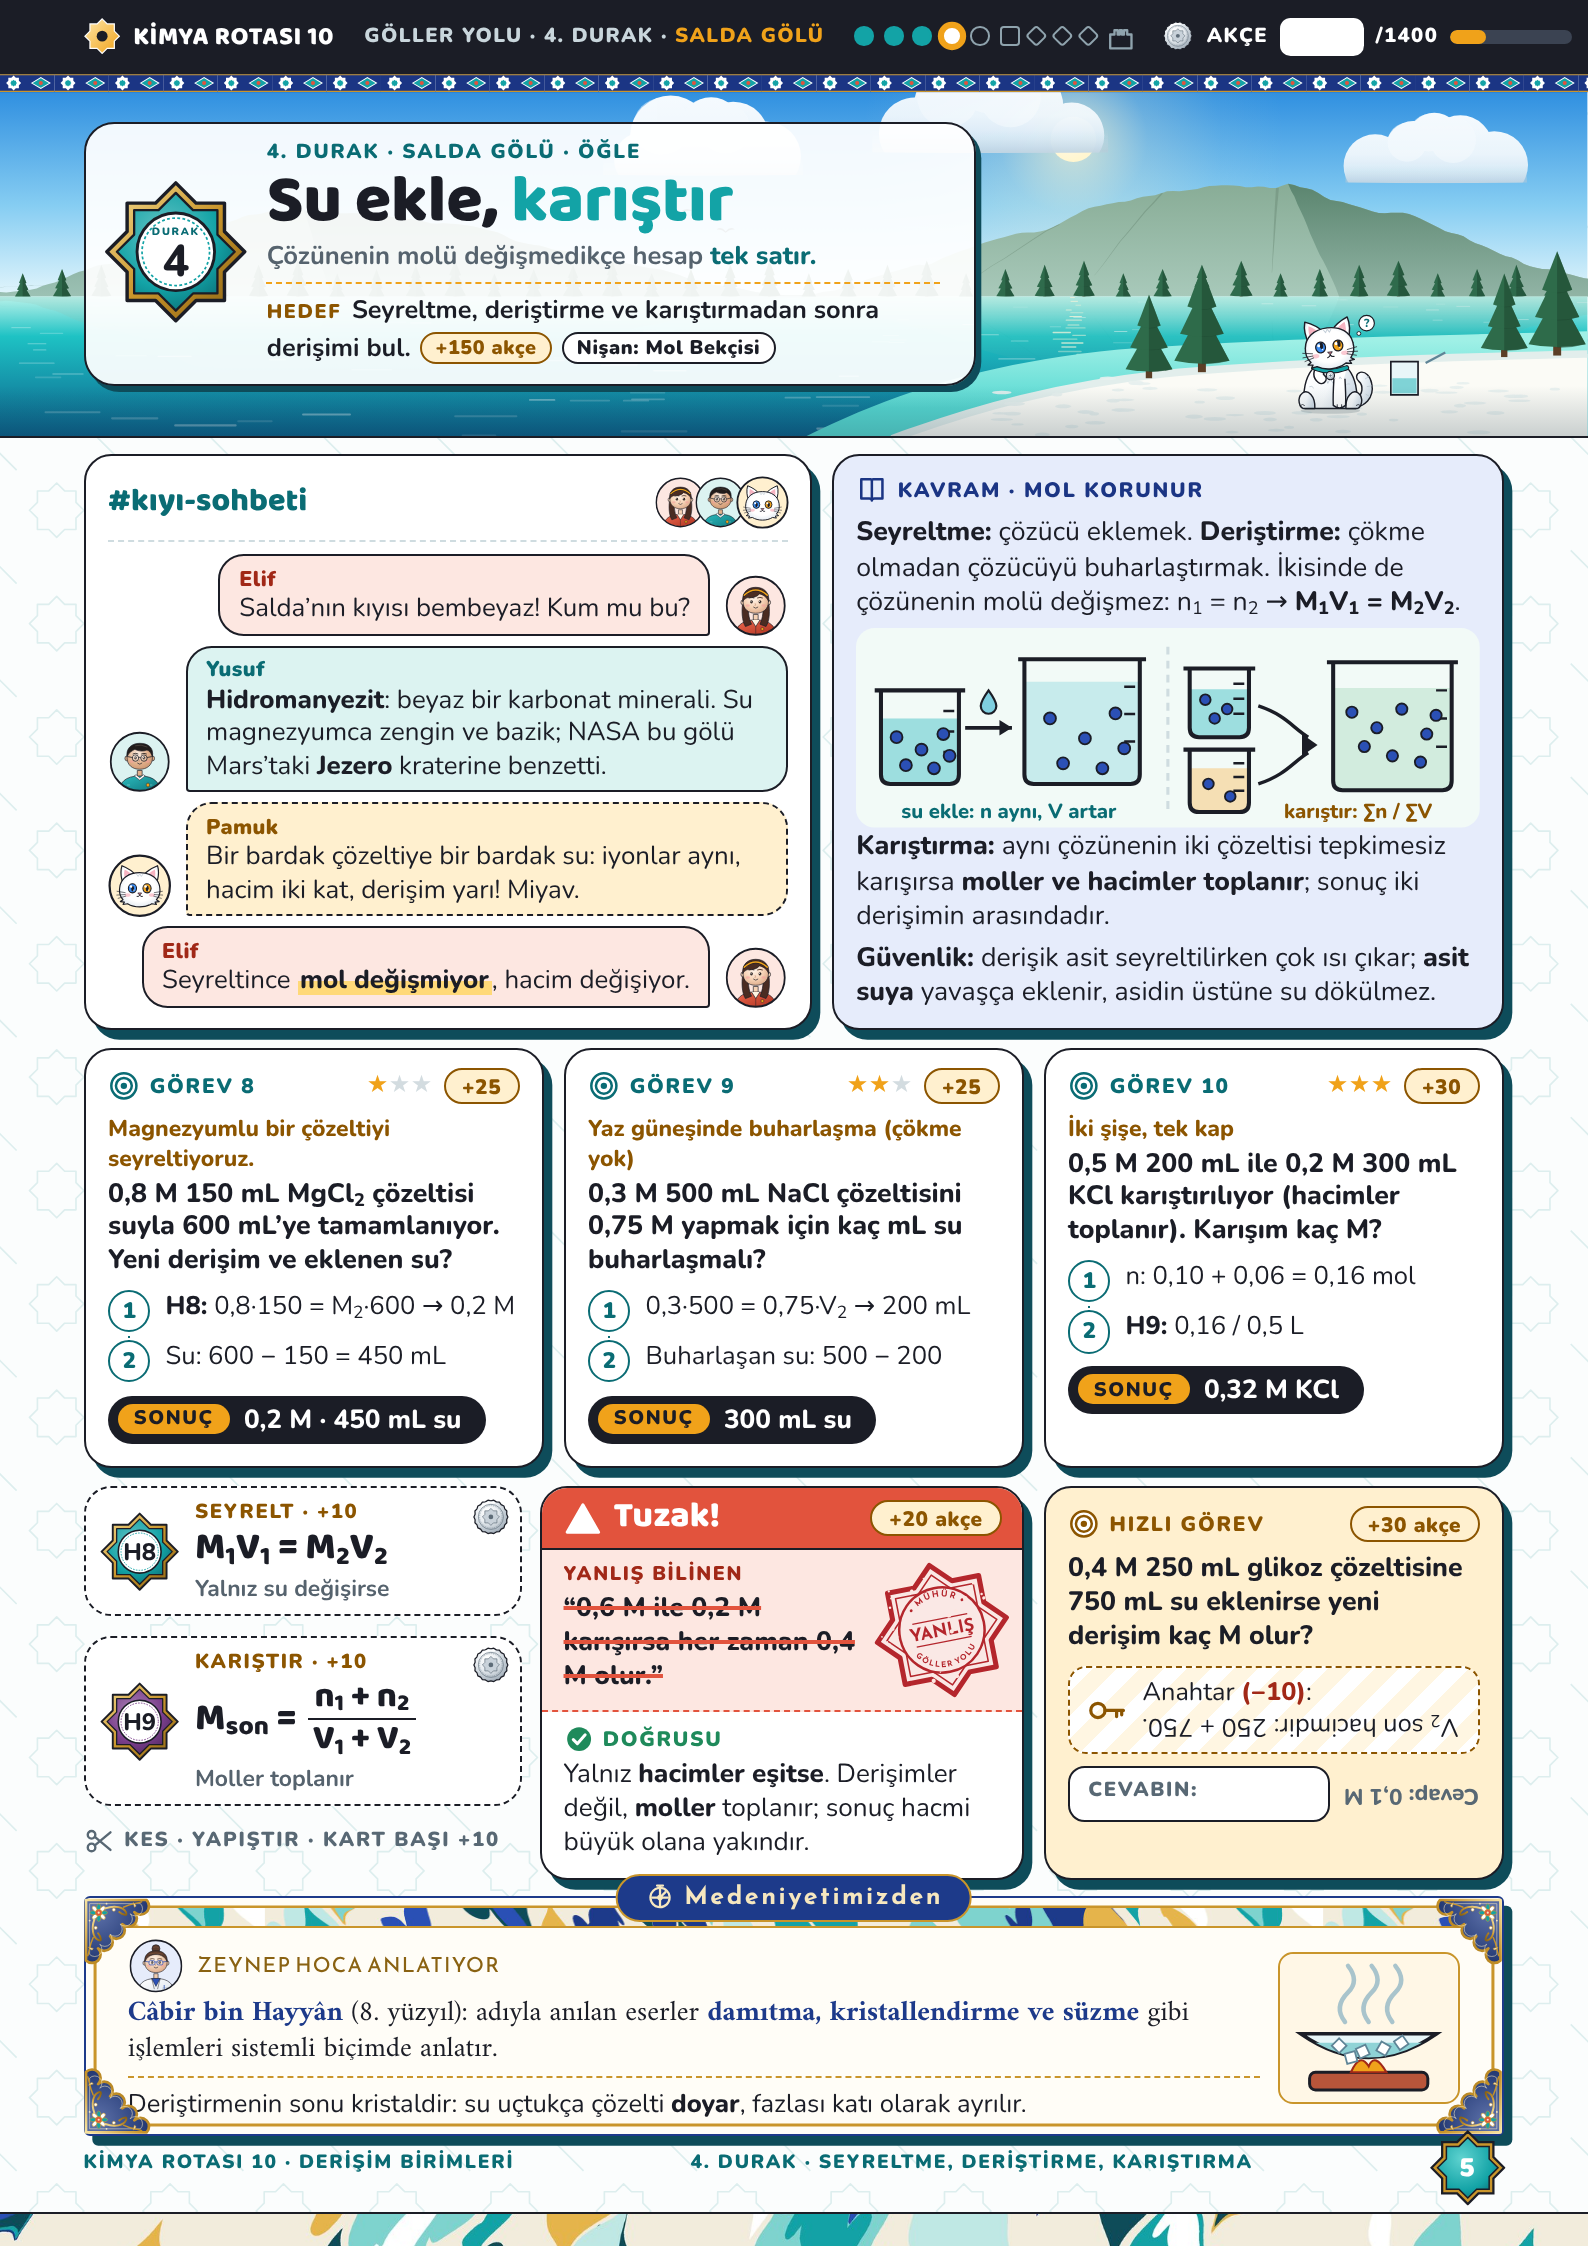 KİMYA ROTASI 10 GÖLLER YOLU · 4. DURAK · SALDA GÖLÜ AKÇE /1400
4. DURAK · SALDA GÖLÜ · ÖĞLE
DURAK
4
Su ekle, karıştır
Çözünenin molü değişmedikçe hesap tek satır.
HEDEF Seyreltme, deriştirme ve karıştırmadan sonra
derişimi bul. +150 akçe Nişan: Mol Bekçisi
?
#kıyı-sohbeti
Elif
Salda’nın kıyısı bembeyaz! Kum mu bu?
Yusuf
Hidromanyezit: beyaz bir karbonat minerali. Su
magnezyumca zengin ve bazik; NASA bu gölü
Mars’taki Jezero kraterine benzetti.
Pamuk
Bir bardak çözeltiye bir bardak su: iyonlar aynı,
hacim iki kat, derişim yarı! Miyav.
Elif
Seyreltince mol değişmiyor, hacim değişiyor.
KAVRAM · MOL KORUNUR
Seyreltme: çözücü eklemek. Deriştirme: çökme
olmadan çözücüyü buharlaştırmak. İkisinde de
çözünenin molü değişmez: n₁ = n₂ → M₁V₁ = M₂V₂.
su ekle: n aynı, V artar
karıştır: ∑n / ∑V
Karıştırma: aynı çözünenin iki çözeltisi tepkimesiz
karışırsa moller ve hacimler toplanır; sonuç iki
derişimin arasındadır.
Güvenlik: derişik asit seyreltilirken çok ısı çıkar; asit
suya yavaşça eklenir, asidin üstüne su dökülmez.
GÖREV 8 ★★★ +25
Magnezyumlu bir çözeltiyi
seyreltiyoruz.
0,8 M 150 mL MgCl₂ çözeltisi
suyla 600 mL’ye tamamlanıyor.
Yeni derişim ve eklenen su?
1 H8: 0,8·150 = M₂·600 → 0,2 M
2 Su: 600 − 150 = 450 mL
SONUÇ 0,2 M · 450 mL su
GÖREV 9 ★★★ +25
Yaz güneşinde buharlaşma (çökme
yok)
0,3 M 500 mL NaCl çözeltisini
0,75 M yapmak için kaç mL su
buharlaşmalı?
1 0,3·500 = 0,75·V₂ → 200 mL
2 Buharlaşan su: 500 − 200
SONUÇ 300 mL su
GÖREV 10 ★★★ +30
İki şişe, tek kap
0,5 M 200 mL ile 0,2 M 300 mL
KCl karıştırılıyor (hacimler
toplanır). Karışım kaç M?
1 n: 0,10 + 0,06 = 0,16 mol
2 H9: 0,16 / 0,5 L
SONUÇ 0,32 M KCl
SEYRELT · +10
H8
M₁V₁ = M₂V₂
Yalnız su değişirse
KARIŞTIR · +10
H9
Mson = n₁ + n₂ / V₁ + V₂
Moller toplanır
KES · YAPIŞTIR · KART BAŞI +10
Tuzak! +20 akçe
YANLIŞ BİLİNEN
“0,6 M ile 0,2 M
karışırsa her zaman 0,4
M olur.”
MÜHÜR
YANLIŞ
GÖLLER YOLU
DOĞRUSU
Yalnız hacimler eşitse. Derişimler
değil, moller toplanır; sonuç hacmi
büyük olana yakındır.
HIZLI GÖREV +30 akçe
0,4 M 250 mL glikoz çözeltisine
750 mL su eklenirse yeni
derişim kaç M olur?
Anahtar (−10):
V₂ son hacimdir: 250 + 750.
CEVABIN:
Cevap: 0,1 M
Medeniyetimizden
ZEYNEP HOCA ANLATIYOR
Câbir bin Hayyân (8. yüzyıl): adıyla anılan eserler damıtma, kristallendirme ve süzme gibi
işlemleri sistemli biçimde anlatır.
Deriştirmenin sonu kristaldir: su uçtukça çözelti doyar, fazlası katı olarak ayrılır.
KİMYA ROTASI 10 · DERİŞİM BİRİMLERİ
4. DURAK · SEYRELTME, DERİŞTİRME, KARIŞTIRMA
5